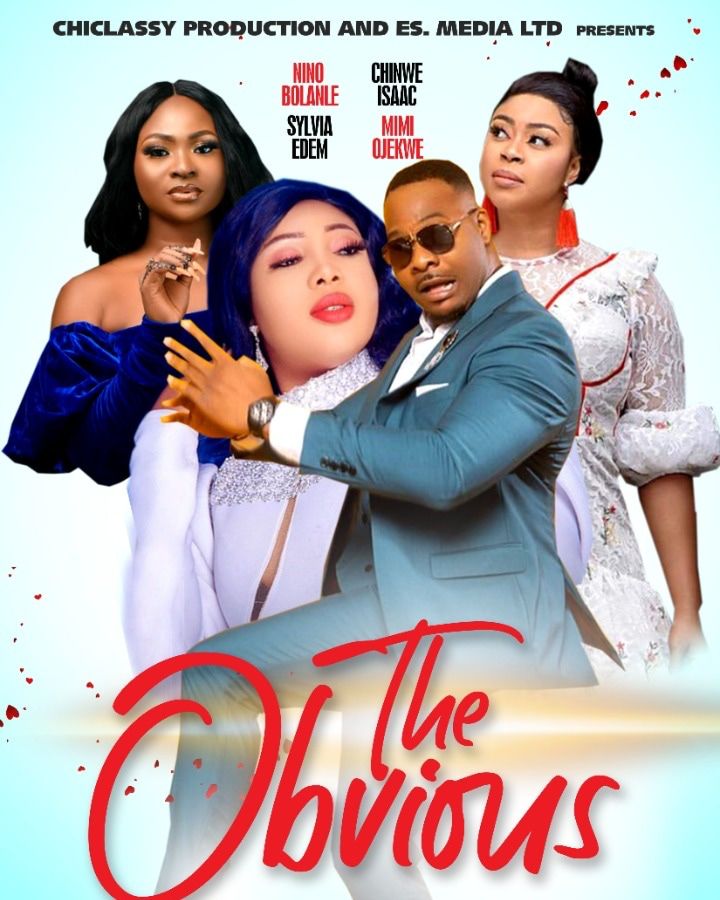 CHICLASSY PRODUCTION AND ES. MEDIA LTD PRESENTS
NINO
BOLANLE
CHINWE
ISAAC
SYLVIA
EDEM
MIMI
OJEKWE
The
Obvious